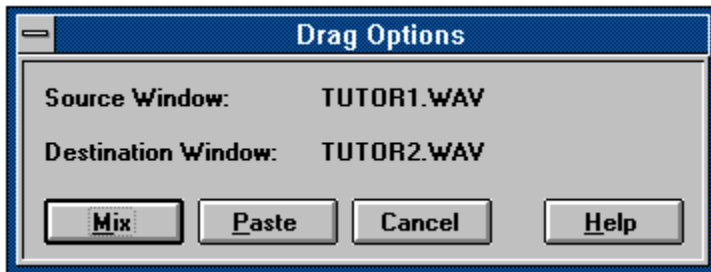 Drag Options
Source Window: TUTOR1.WAV
Destination Window: TUTOR2.WAV
Mix Paste Cancel Help